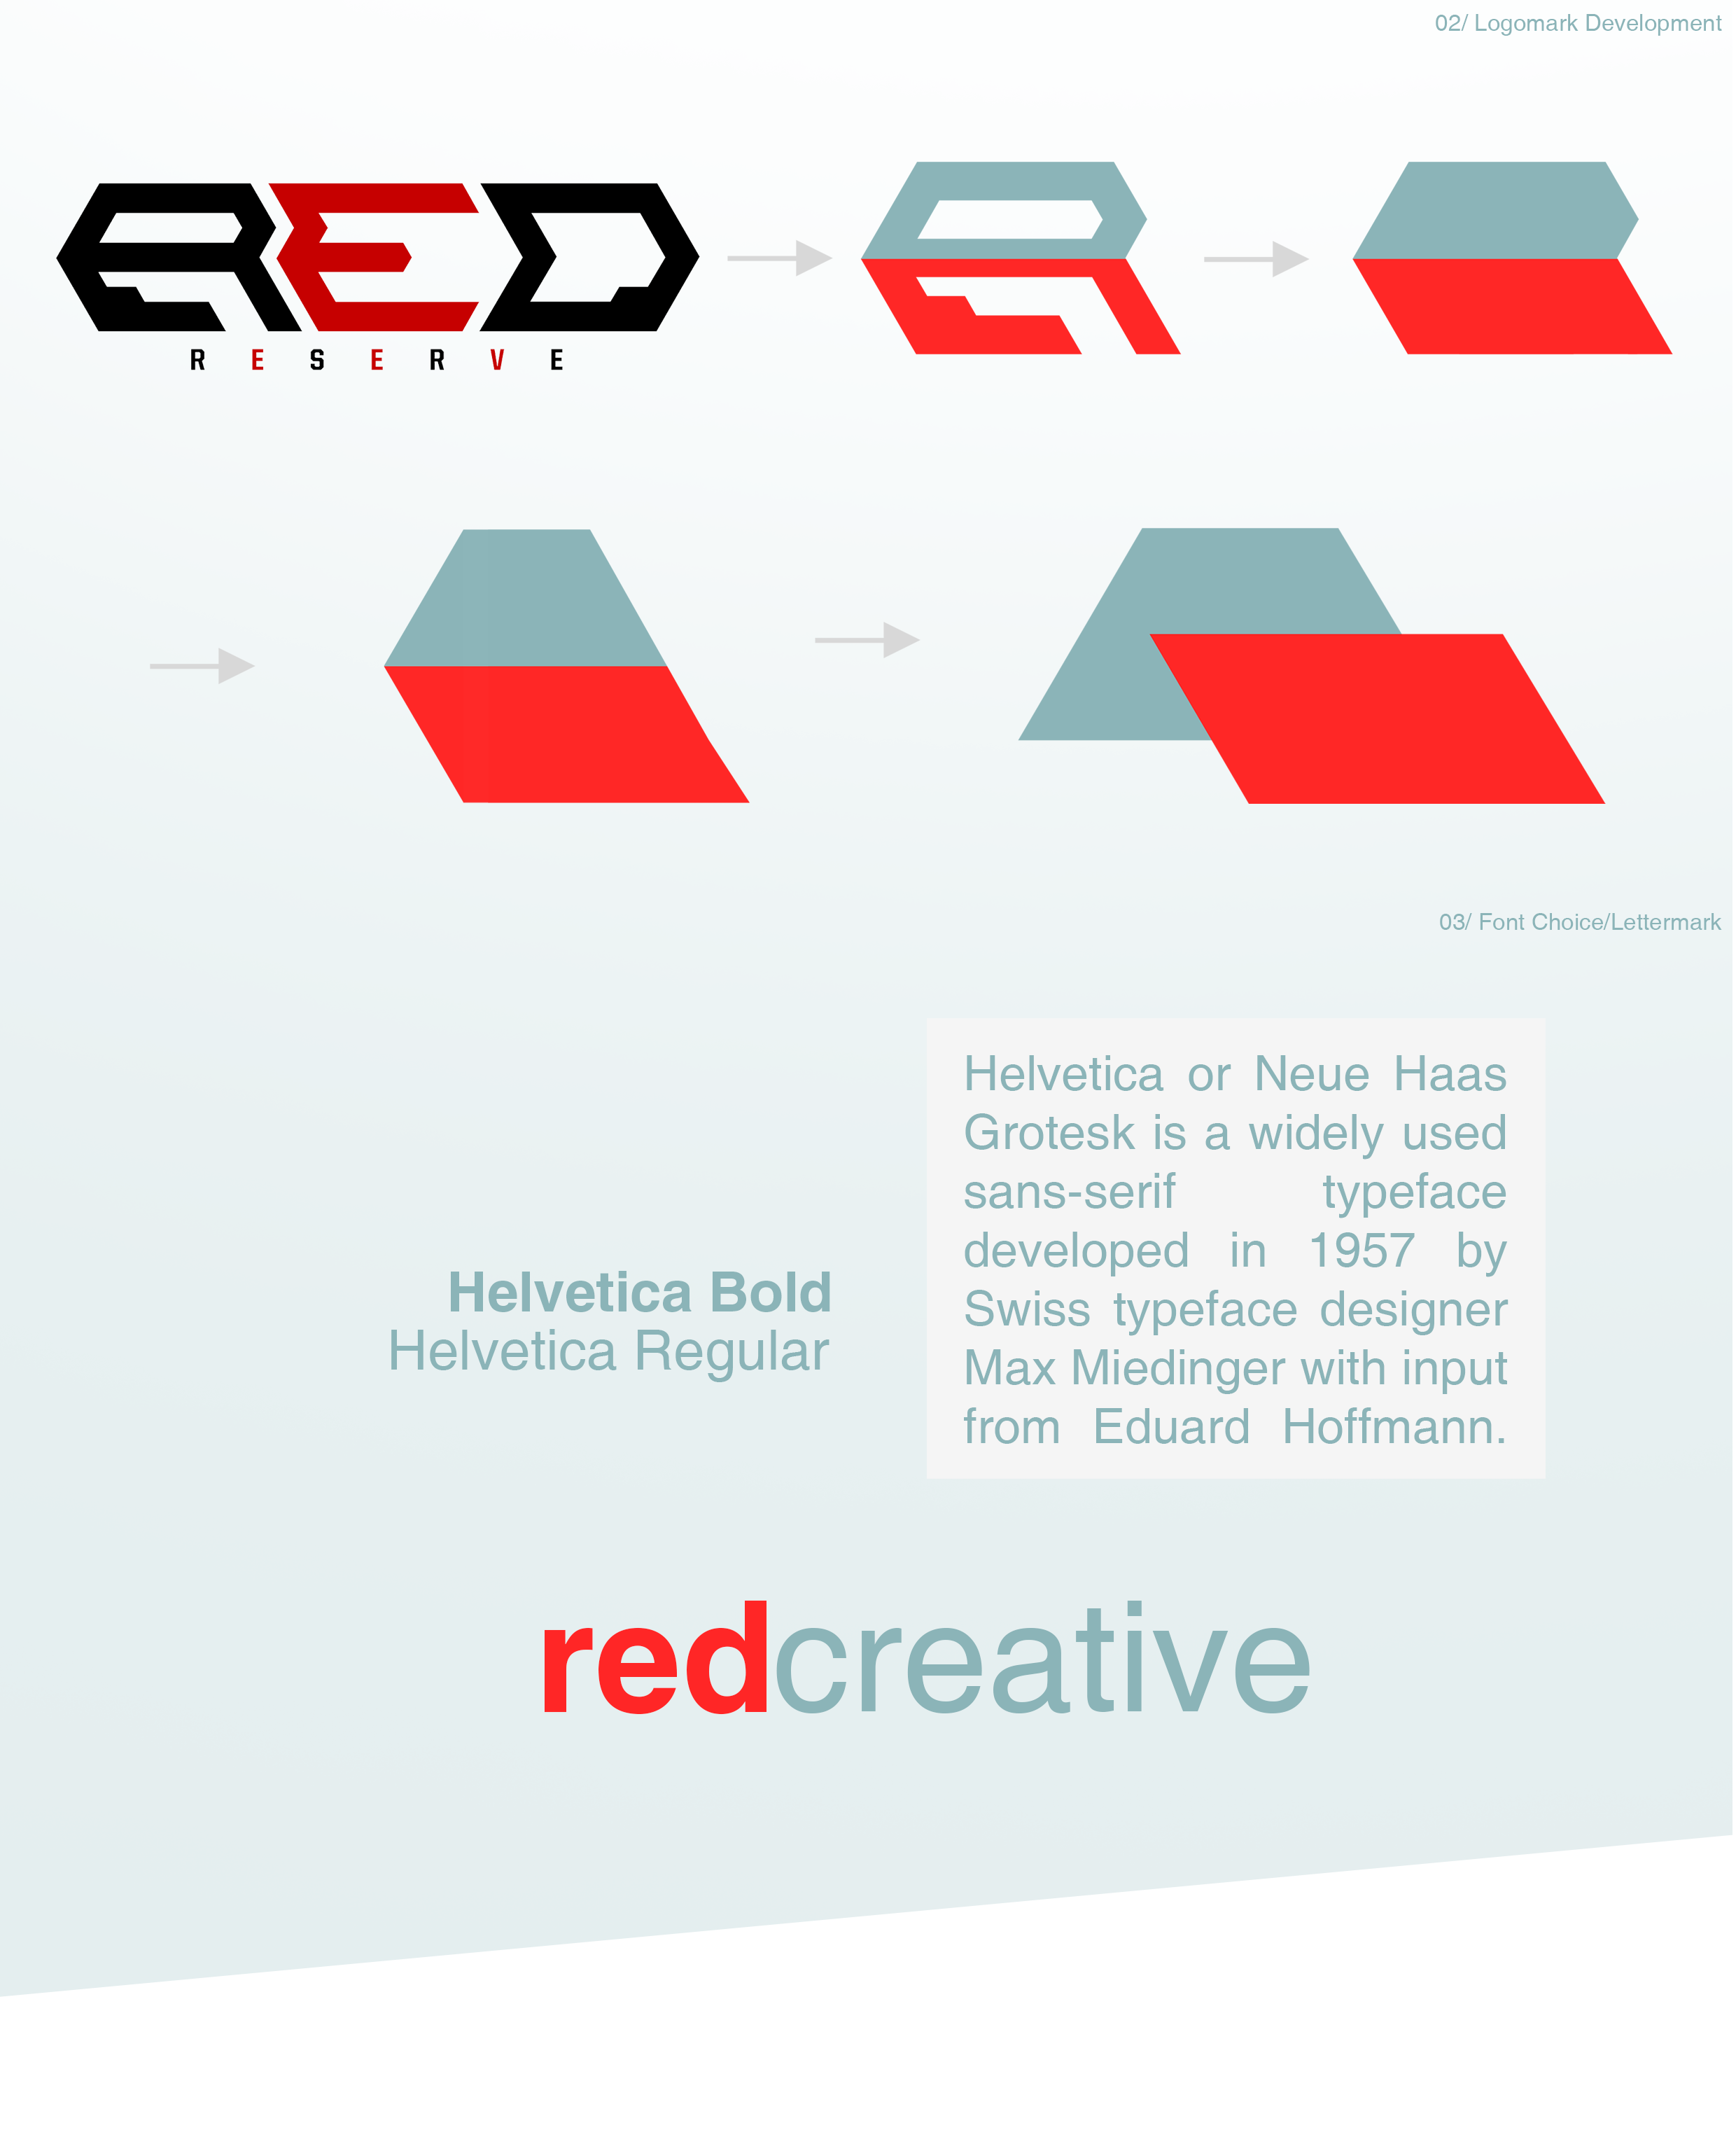 02/ Logomark Development
RED
RESERVE
R
03/ Font Choice/Lettermark
Helvetica or Neue Haas
Grotesk is a widely used
sans-serif typeface
developed in 1957 by
Swiss typeface designer
Max Miedinger with input
from Eduard Hoffmann.
Helvetica Bold
Helvetica Regular
redcreative